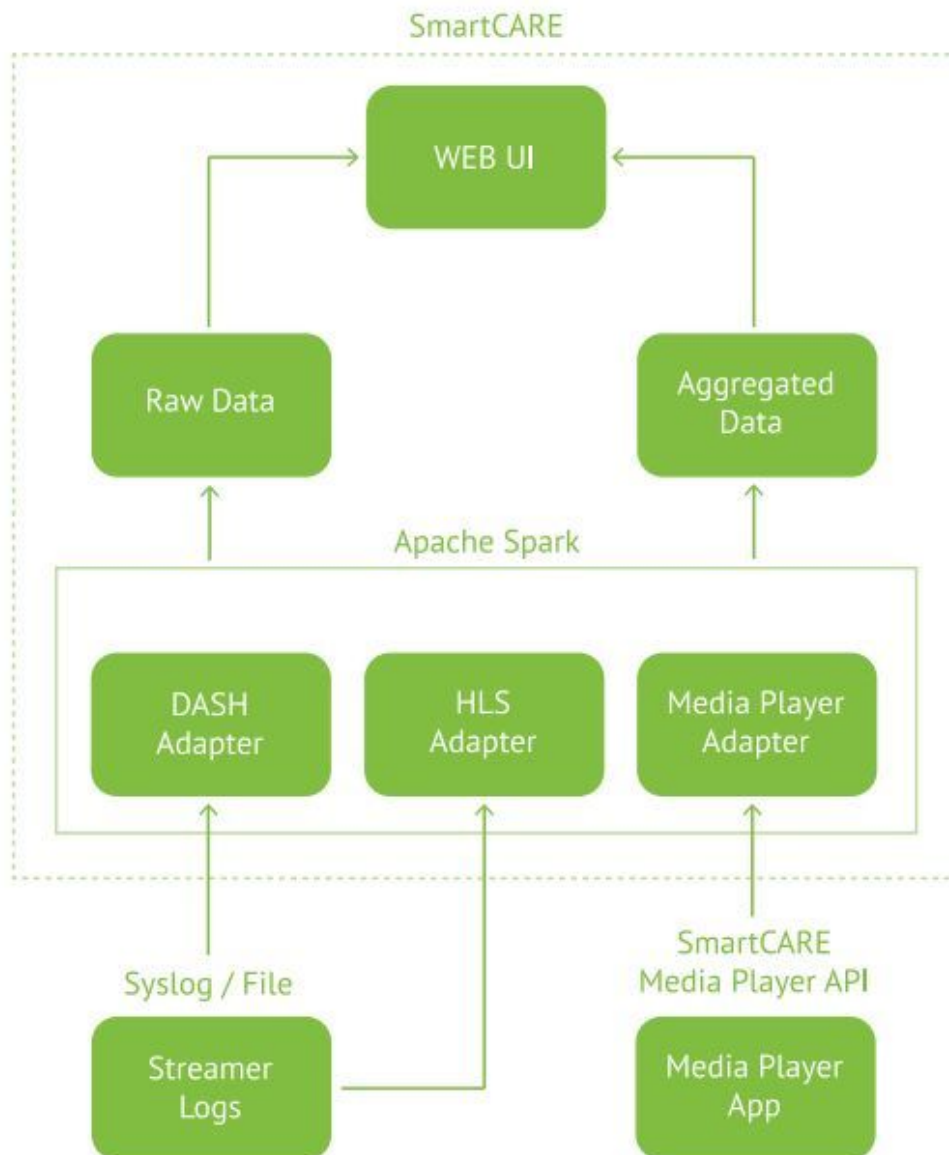 SmartCARE
WEB UI
Raw Data
Aggregated
Data
Apache Spark
DASH
Adapter
HLS
Adapter
Media Player
Adapter
Syslog / File
SmartCARE
Media Player API
Streamer
Logs
Media Player
App